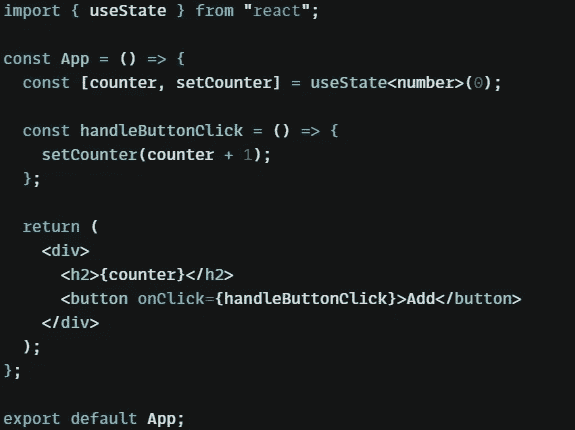 import { useState } from "react";
const App = () => {
const [counter, setCounter] = useState<number>(0);
const handleButtonClick = () => {
setCounter(counter + 1);
};
return (
<div>
<h2>{counter}</h2>
<button onClick={handleButtonClick}>Add</button>
</div>
);
};
export default App;